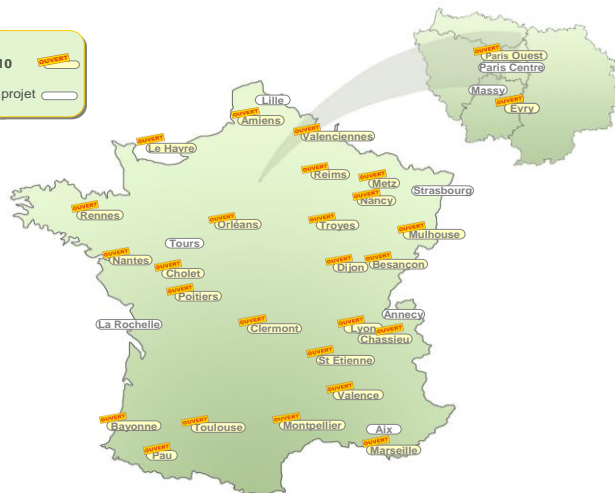 10
OUVERT
projet
OUVERT
Paris Ouest
Paris Centre
Massy
OUVERT
Evry
Lille
OUVERT
Amiens
OUVERT
Valenciennes
OUVERT
Le Havre
OUVERT
Reims
OUVERT
Metz
Strasbourg
OUVERT
Nancy
OUVERT
Rennes
OUVERT
Orléans
OUVERT
Troyes
OUVERT
Mulhouse
Tours
OUVERT
Nantes
OUVERT
Cholet
OUVERT
Dijon
OUVERT
Besançon
OUVERT
Poitiers
Annecy
La Rochelle
OUVERT
Clermont
OUVERT
Lyon
OUVERT
Chassieu
OUVERT
St Etienne
OUVERT
Valence
OUVERT
Bayonne
OUVERT
Toulouse
OUVERT
Montpellier
Aix
OUVERT
Pau
OUVERT
Marseille